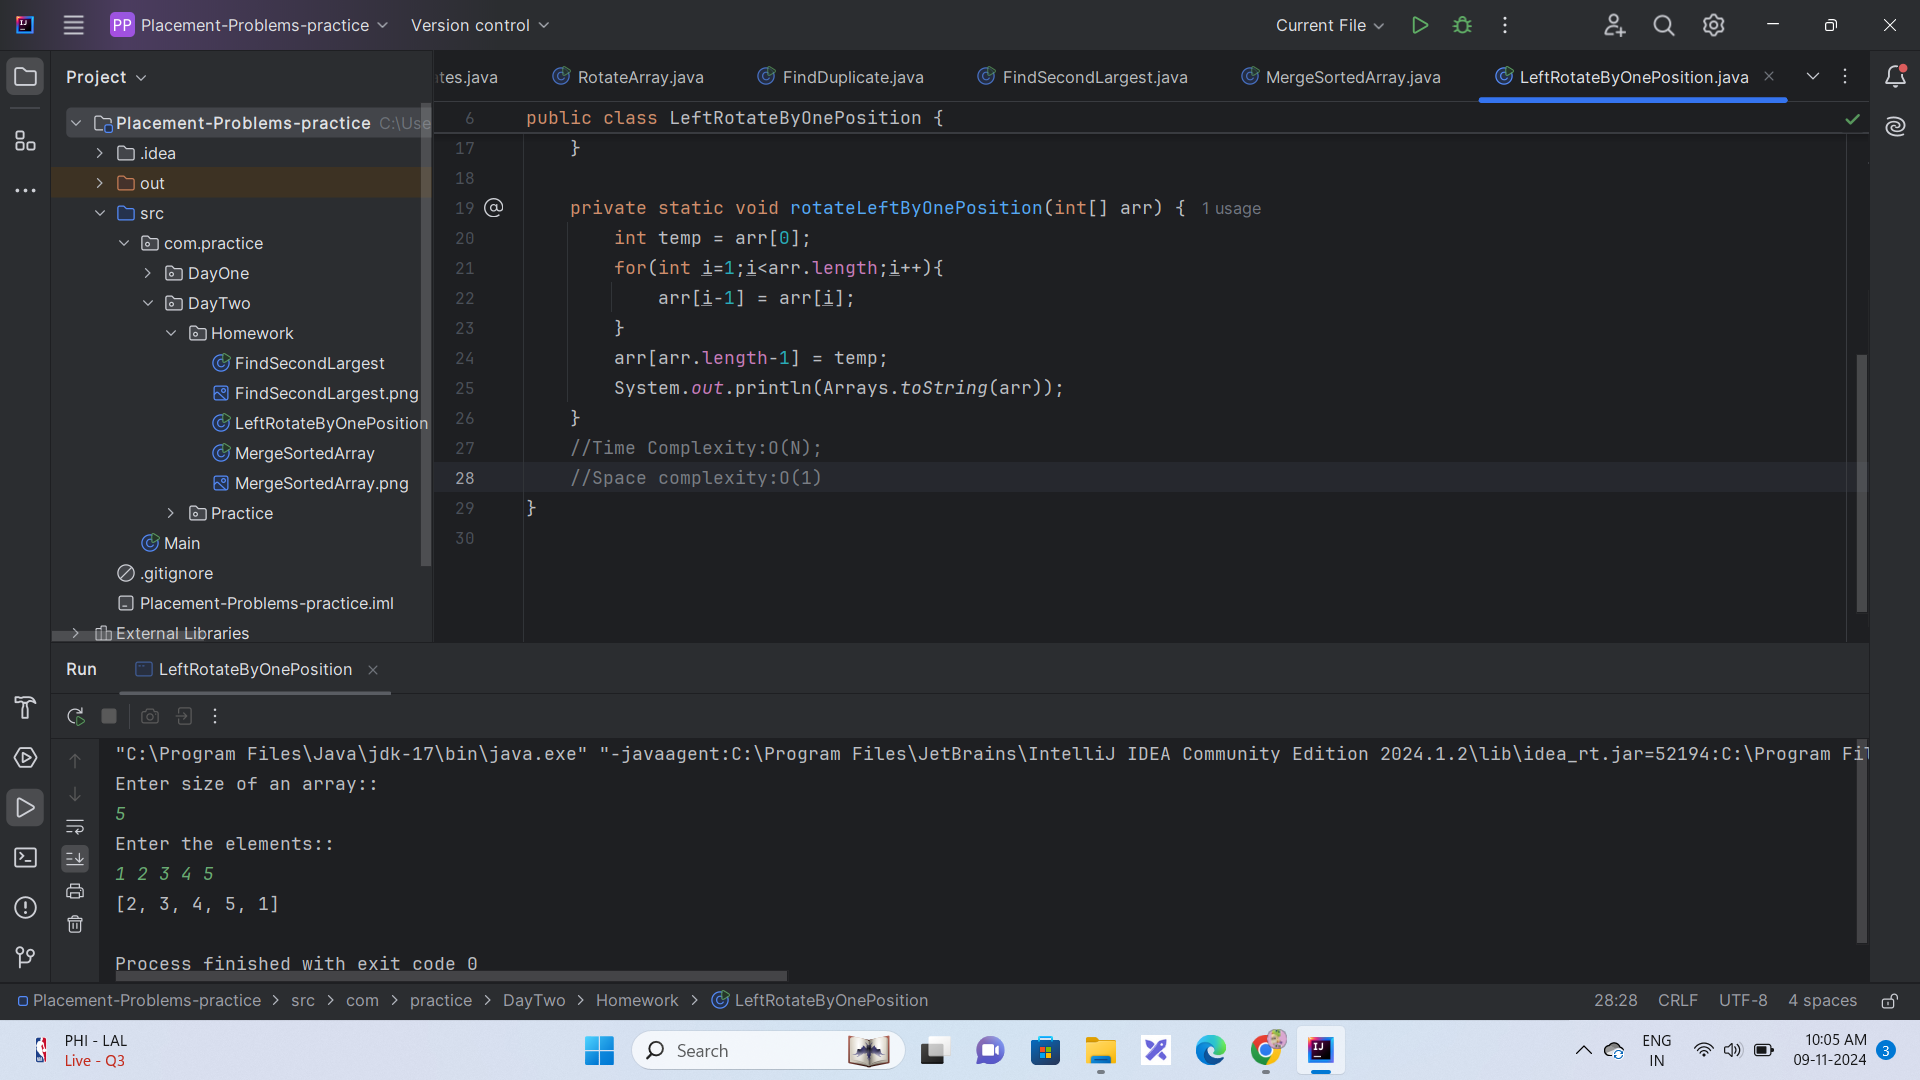 PP Placement-Problems-practice Version control Current File
Project
tes.java RotateArray.java FindDuplicate.java FindSecondLargest.java MergeSortedArray.java LeftRotateByOnePosition.java
Placement-Problems-practice C:\Use
.idea
out
src
com.practice
DayOne
DayTwo
Homework
FindSecondLargest
FindSecondLargest.png
LeftRotateByOnePosition
MergeSortedArray
MergeSortedArray.png
Practice
Main
.gitignore
Placement-Problems-practice.iml
External Libraries
6 public class LeftRotateByOnePosition {
17 }
18
19 @ private static void rotateLeftByOnePosition(int[] arr) { 1 usage
20 int temp = arr[0];
21 for(int i=1;i<arr.length;i++){
22 arr[i-1] = arr[i];
23 }
24 arr[arr.length-1] = temp;
25 System.out.println(Arrays.toString(arr));
26 }
27 //Time Complexity:O(N);
28 //Space complexity:O(1)
29 }
30
Run LeftRotateByOnePosition
"C:\Program Files\Java\jdk-17\bin\java.exe" "-javaagent:C:\Program Files\JetBrains\IntelliJ IDEA Community Edition 2024.1.2\lib\idea_rt.jar=52194:C:\Program Fil
Enter size of an array::
5
Enter the elements::
1 2 3 4 5
[2, 3, 4, 5, 1]
Process finished with exit code 0
Placement-Problems-practice > src > com > practice > DayTwo > Homework > LeftRotateByOnePosition 28:28 CRLF UTF-8 4 spaces
PHI - LAL
Live - Q3
Search
ENG
IN
10:05 AM
09-11-2024
3